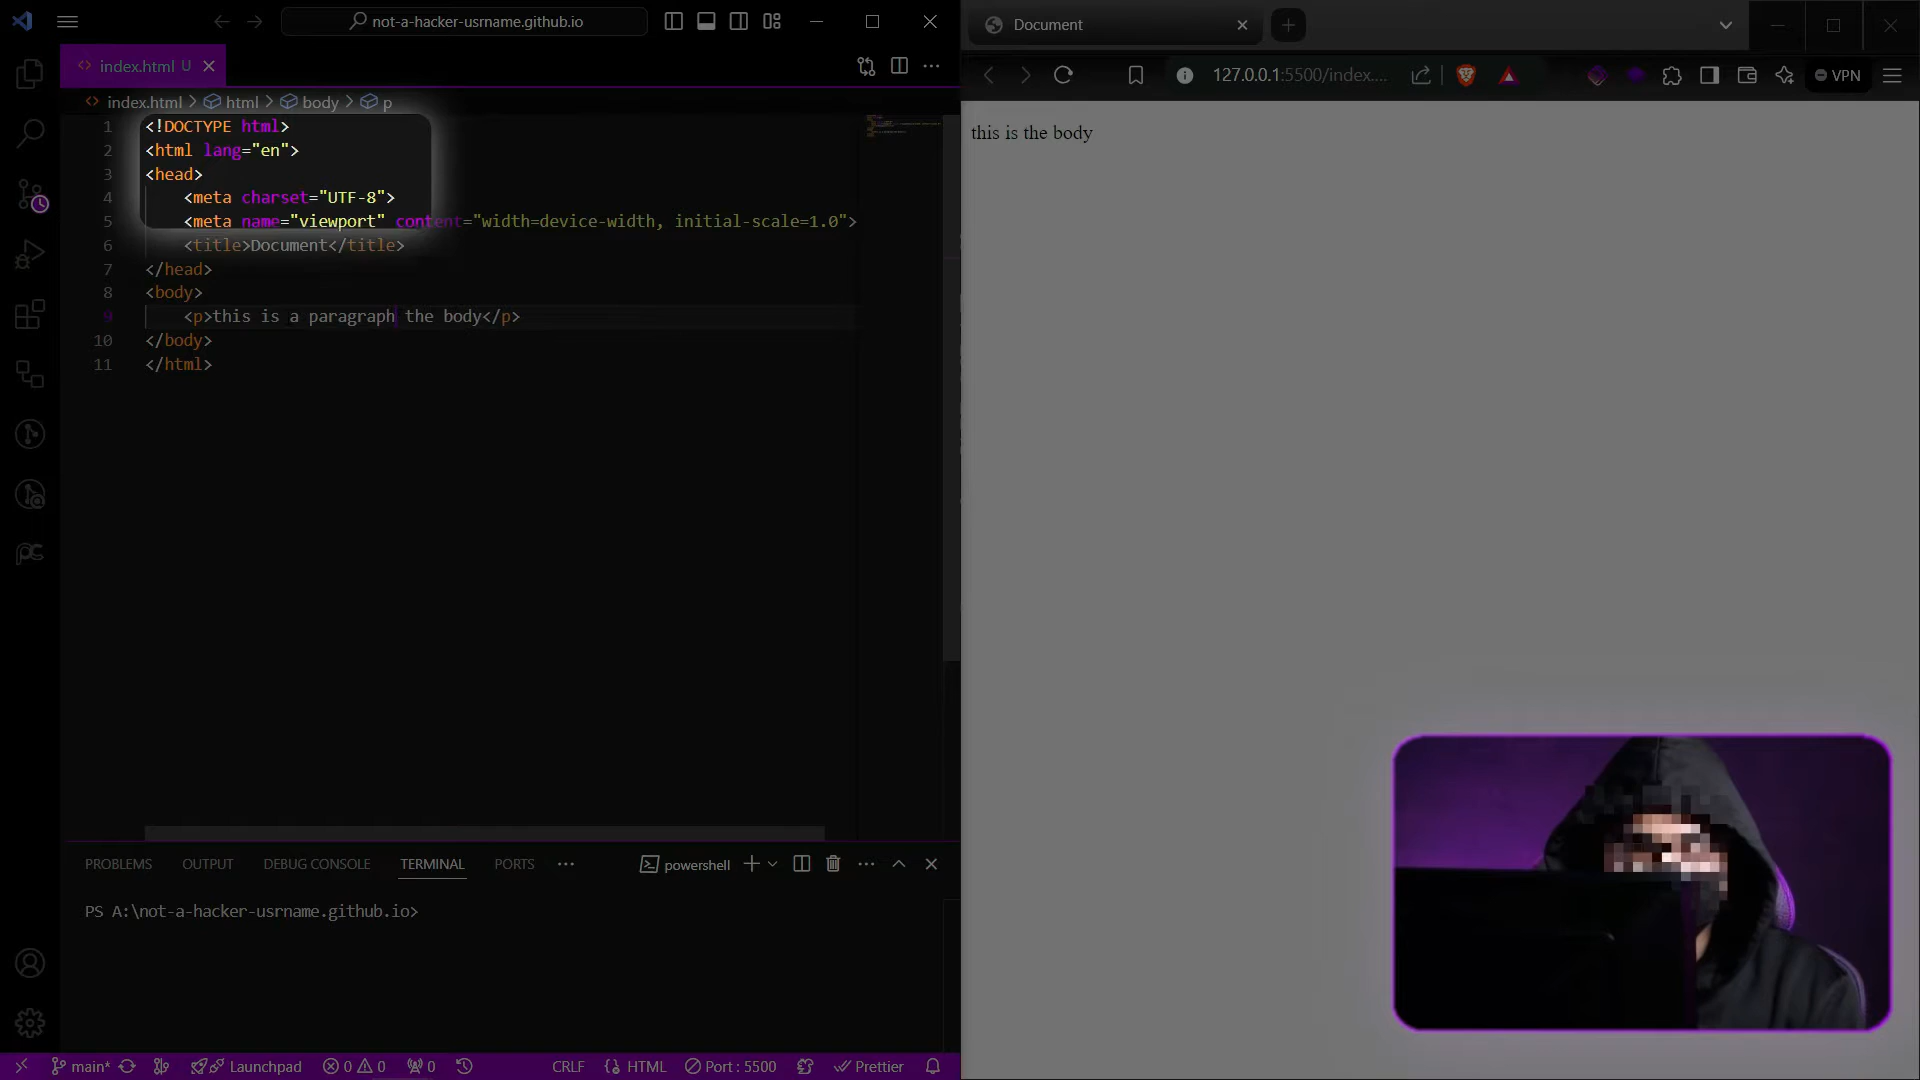 not-a-hacker-usrname.github.io
index.html U
index.html > html > body > p
1 <!DOCTYPE html>
2 <html lang="en">
3 <head>
4 <meta charset="UTF-8">
5 <meta name="viewport" content="width=device-width, initial-scale=1.0">
6 <title>Document</title>
7 </head>
8 <body>
9 <p>this is a paragraph the body</p>
10 </body>
11 </html>
PROBLEMS OUTPUT DEBUG CONSOLE TERMINAL PORTS powershell
PS A:\not-a-hacker-usrname.github.io>
main* Launchpad 0 0 0 CRLF HTML Port : 5500 Prettier
Document
127.0.0.1:5500/index.... VPN
this is the body